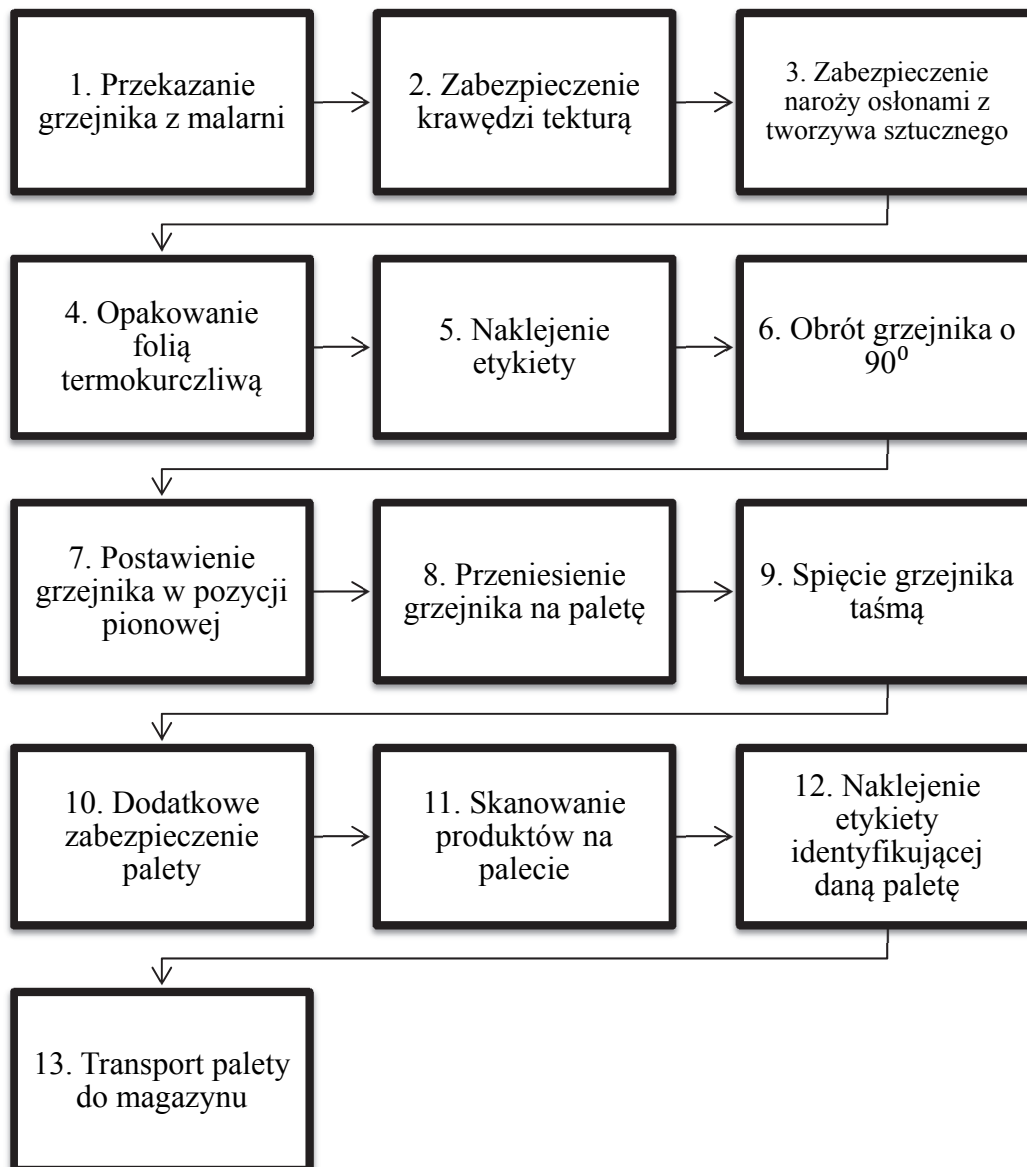 1. Przekazanie
grzejnika z malarni
2. Zabezpieczenie
krawędzi tekturą
3. Zabezpieczenie
naroży osłonami z
tworzywa sztucznego
4. Opakowanie
folią
termokurczliwą
5. Naklejenie
etykiety
6. Obrót grzejnika o
90⁰
7. Postawienie
grzejnika w pozycji
pionowej
8. Przeniesienie
grzejnika na paletę
9. Spięcie grzejnika
taśmą
10. Dodatkowe
zabezpieczenie
palety
11. Skanowanie
produktów na
palecie
12. Naklejenie
etykiety
identyfikującej
daną paletę
13. Transport palety
do magazynu